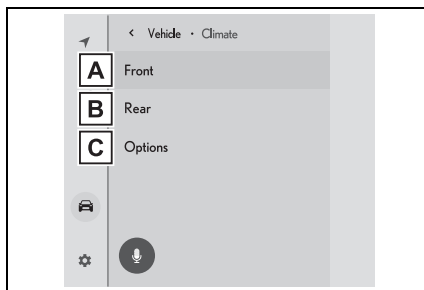 < Vehicle • Climate
A Front
B Rear
C Options